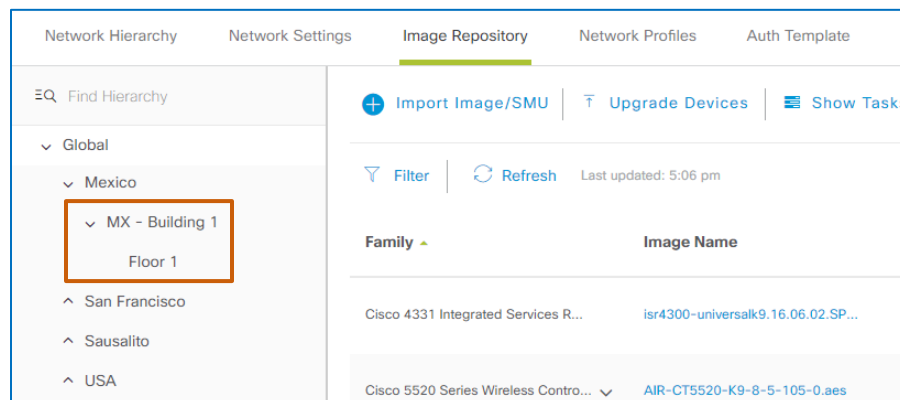 Network Hierarchy Network Settings Image Repository Network Profiles Auth Template
Find Hierarchy
Import Image/SMU Upgrade Devices Show Task
Global
Mexico
MX - Building 1
Floor 1
San Francisco
Sausalito
USA
Filter Refresh Last updated: 5:06 pm
Family Image Name
Cisco 4331 Integrated Services R... isr4300-universalk9.16.06.02.SP...
Cisco 5520 Series Wireless Contro... AIR-CT5520-K9-8-5-105-0.aes